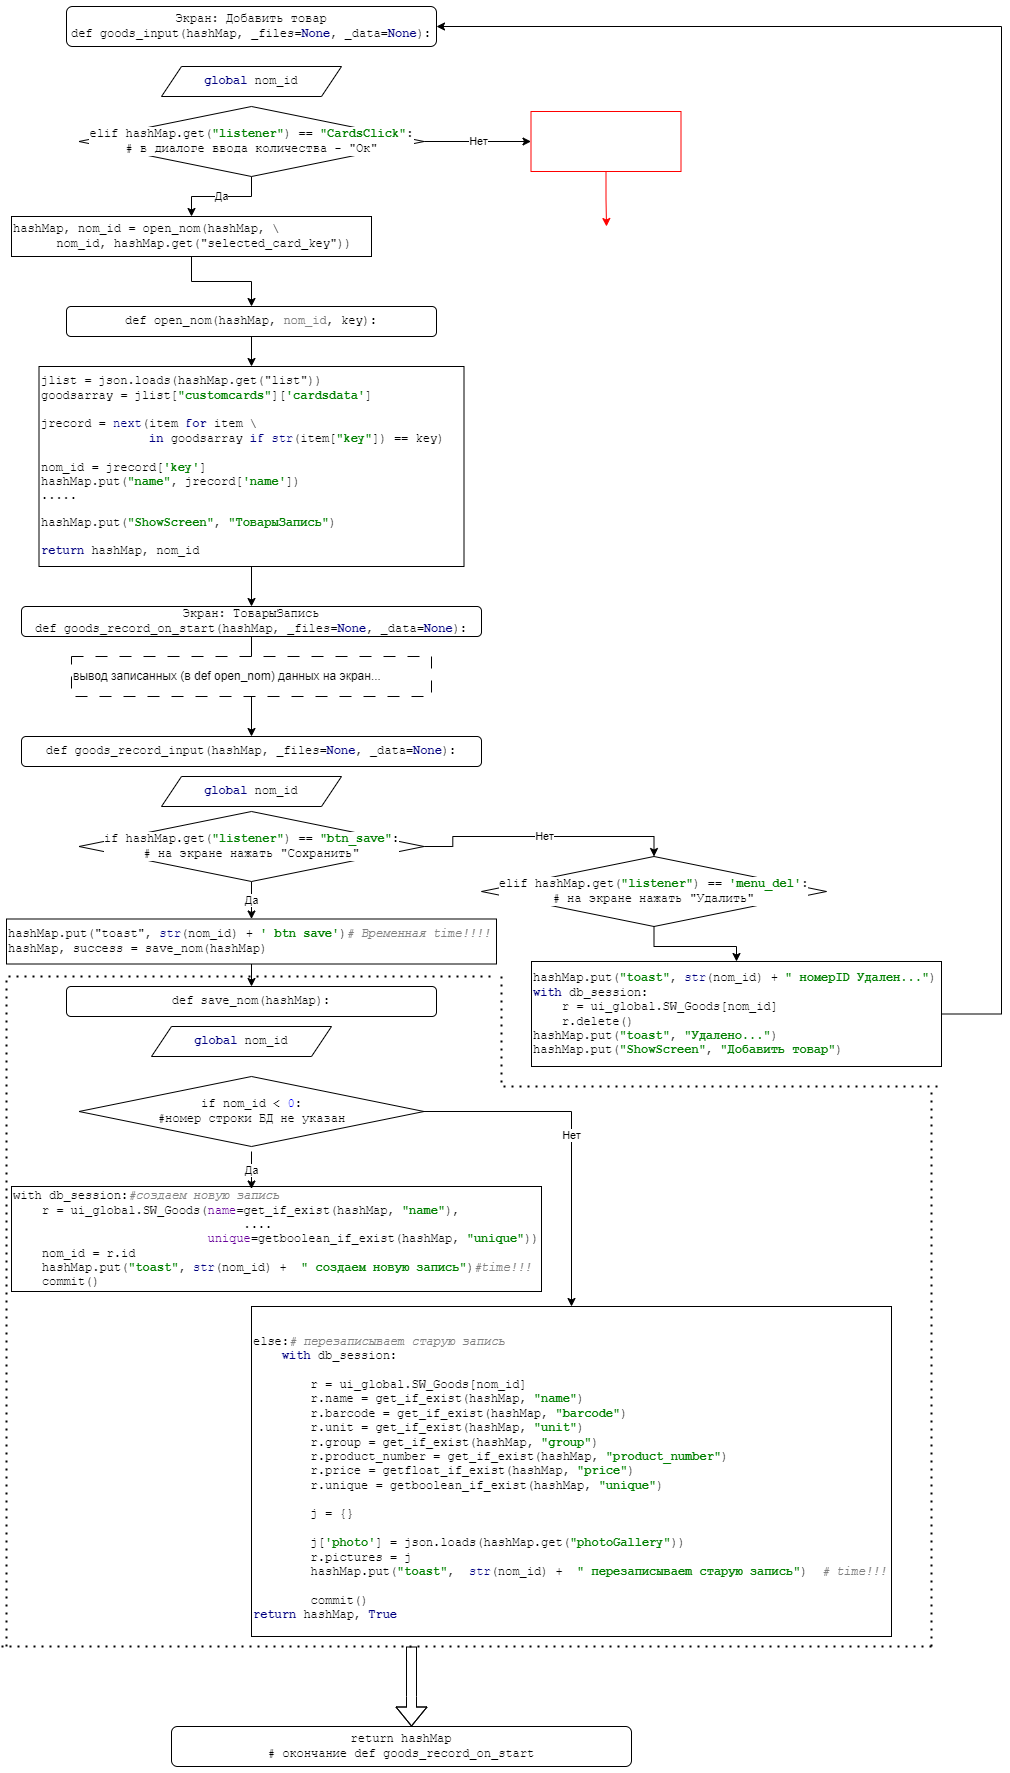 Экран: Добавить товар
def goods_input(hashMap, _files=None, _data=None):
global nom_id
elif hashMap.get("listener") == "CardsClick":
# в диалоге ввода количества - "Ок"
Нет
Да
hashMap, nom_id = open_nom(hashMap, \
nom_id, hashMap.get("selected_card_key"))
def open_nom(hashMap, nom_id, key):
jlist = json.loads(hashMap.get("list"))
goodsarray = jlist["customcards"]['cardsdata']
jrecord = next(item for item \
in goodsarray if str(item["key"]) == key)
nom_id = jrecord['key']
hashMap.put("name", jrecord['name'])
.....
hashMap.put("ShowScreen", "ТоварыЗапись")
return hashMap, nom_id
Экран: ТоварыЗапись
def goods_record_on_start(hashMap, _files=None, _data=None):
вывод записанных (в def open_nom) данных на экран...
def goods_record_input(hashMap, _files=None, _data=None):
global nom_id
if hashMap.get("listener") == "btn_save":
# на экране нажать "Сохранить"
Нет
elif hashMap.get("listener") == 'menu_del':
# на экране нажать "Удалить"
Да
hashMap.put("toast", str(nom_id) + ' btn save')# Временная time!!!!
hashMap, success = save_nom(hashMap)
hashMap.put("toast", str(nom_id) + " номерID Удален...")
with db_session:
r = ui_global.SW_Goods[nom_id]
r.delete()
hashMap.put("toast", "Удалено...")
hashMap.put("ShowScreen", "Добавить товар")
def save_nom(hashMap):
global nom_id
if nom_id < 0:
#номер строки БД не указан
Нет
Да
with db_session:#создаем новую запись
r = ui_global.SW_Goods(name=get_if_exist(hashMap, "name"),
....
unique=getboolean_if_exist(hashMap, "unique"))
nom_id = r.id
hashMap.put("toast", str(nom_id) +  " создаем новую запись")#time!!!
commit()
else:# перезаписываем старую запись
with db_session:
r = ui_global.SW_Goods[nom_id]
r.name = get_if_exist(hashMap, "name")
r.barcode = get_if_exist(hashMap, "barcode")
r.unit = get_if_exist(hashMap, "unit")
r.group = get_if_exist(hashMap, "group")
r.product_number = get_if_exist(hashMap, "product_number")
r.price = getfloat_if_exist(hashMap, "price")
r.unique = getboolean_if_exist(hashMap, "unique")
j = {}
j['photo'] = json.loads(hashMap.get("photoGallery"))
r.pictures = j
hashMap.put("toast",  str(nom_id) +  " перезаписываем старую запись")  # time!!!
commit()
return hashMap, True
return hashMap
# окончание def goods_record_on_start